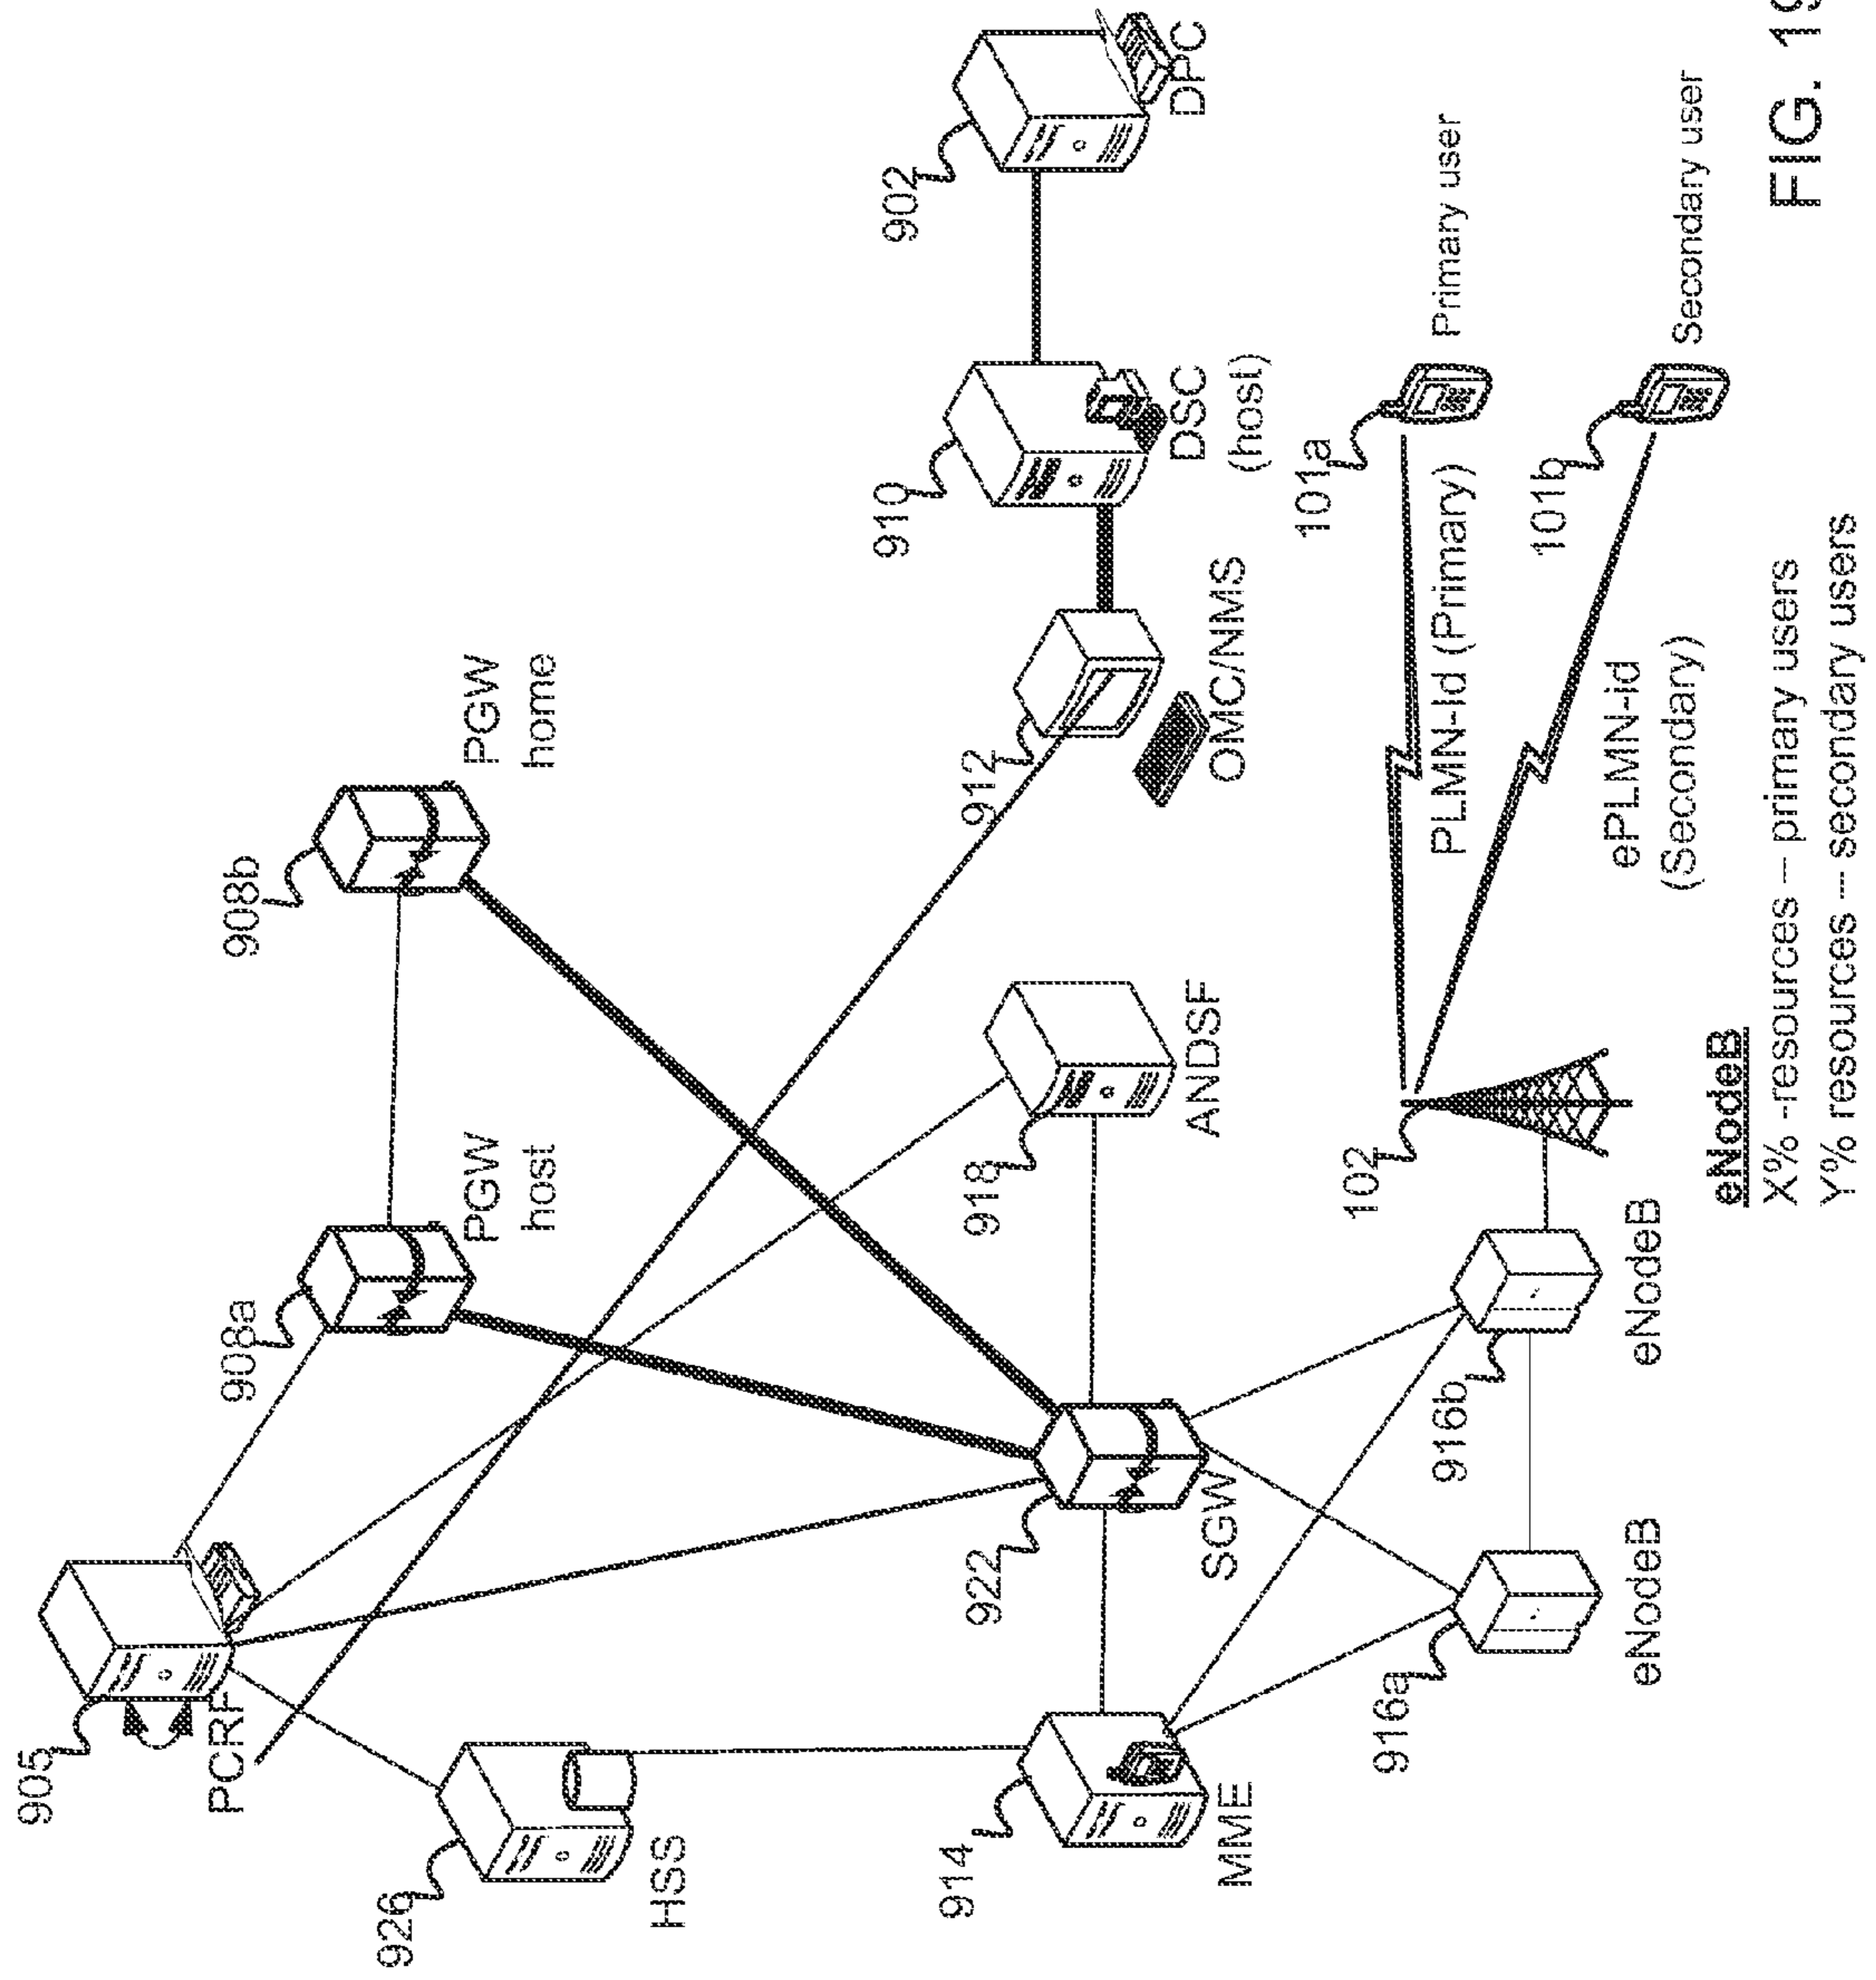 905
PCRF
908a
PGW
host
908b
PGW
home
926
HSS
902
DPC
910
DSC
(host)
912
OMC/NMS
918
ANDSF
922
SGW
914
MME
916a
eNodeB
916b
eNodeB
102
101a
Primary user
PLMN-Id (Primary)
101b
Secondary user
ePLMN-id
(Secondary)
eNodeB
X% -resources – primary users
Y% resources -- secondary users
FIG. 19